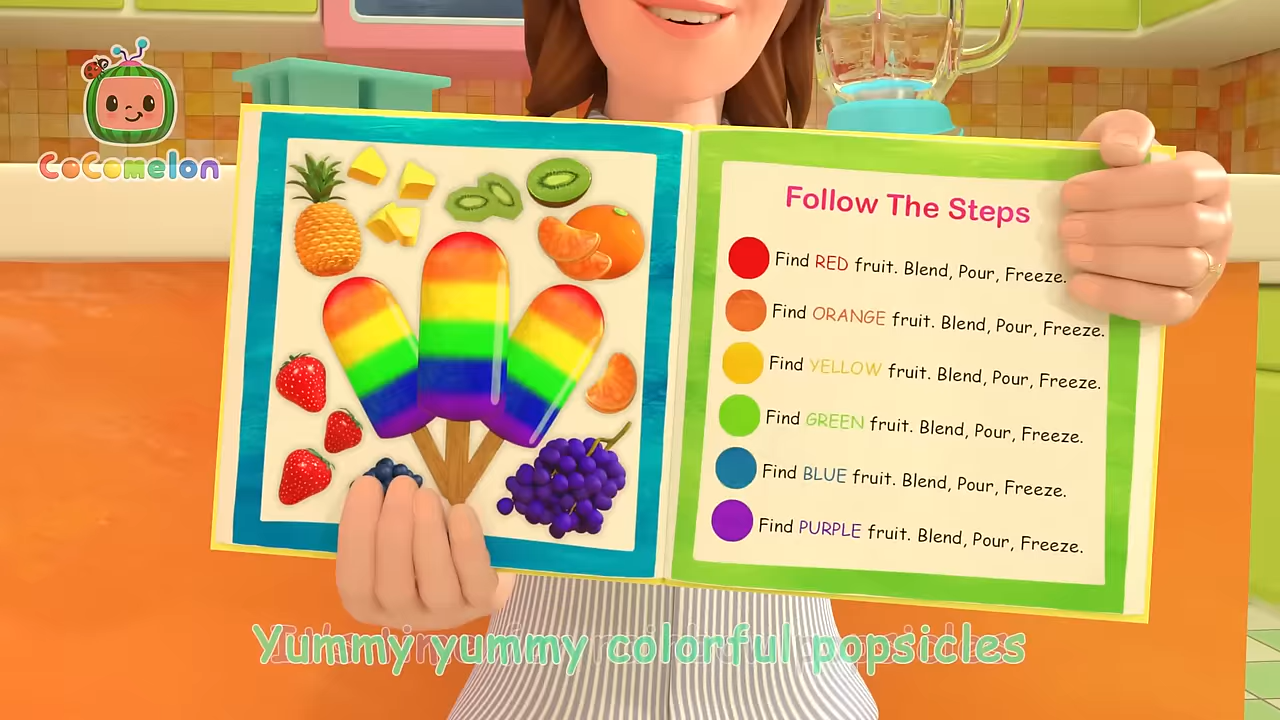 CoComelon
Follow The Steps
Find RED fruit. Blend, Pour, Freeze.
Find ORANGE fruit. Blend, Pour, Freeze.
Find YELLOW fruit. Blend, Pour, Freeze.
Find GREEN fruit. Blend, Pour, Freeze.
Find BLUE fruit. Blend, Pour, Freeze.
Find PURPLE fruit. Blend, Pour, Freeze.
Yummy yummy colorful popsicles